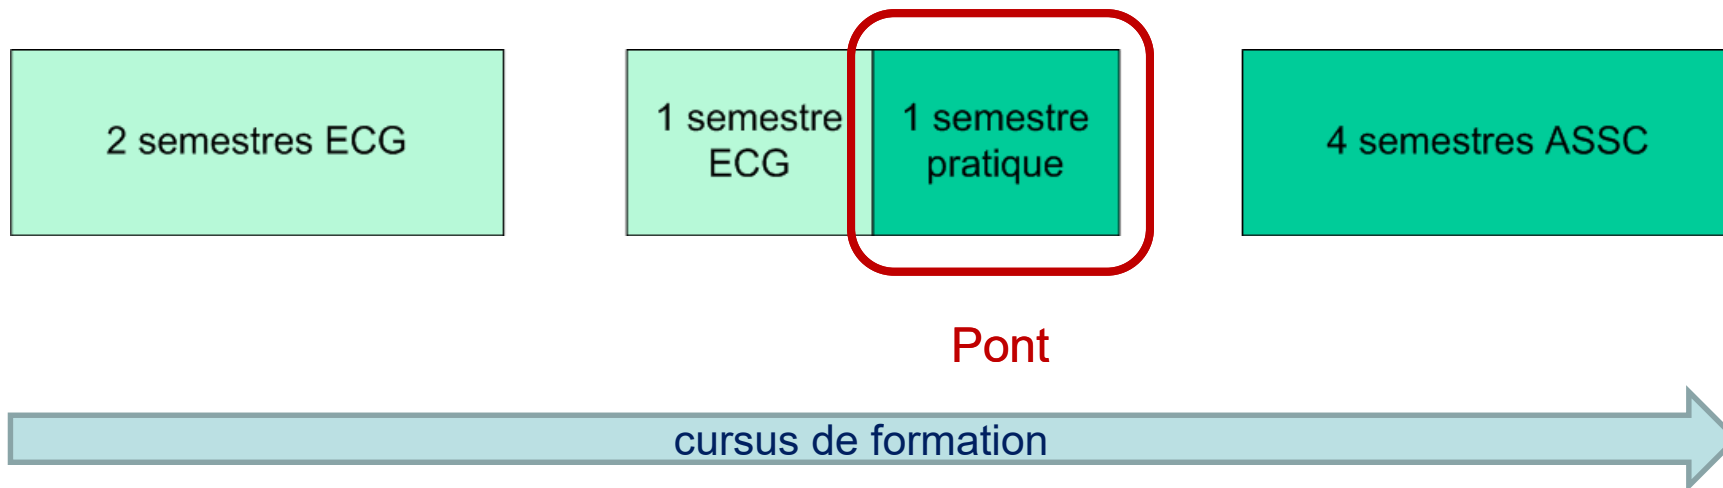 2 semestres ECG
1 semestre
ECG
1 semestre
pratique
4 semestres ASSC
Pont
cursus de formation